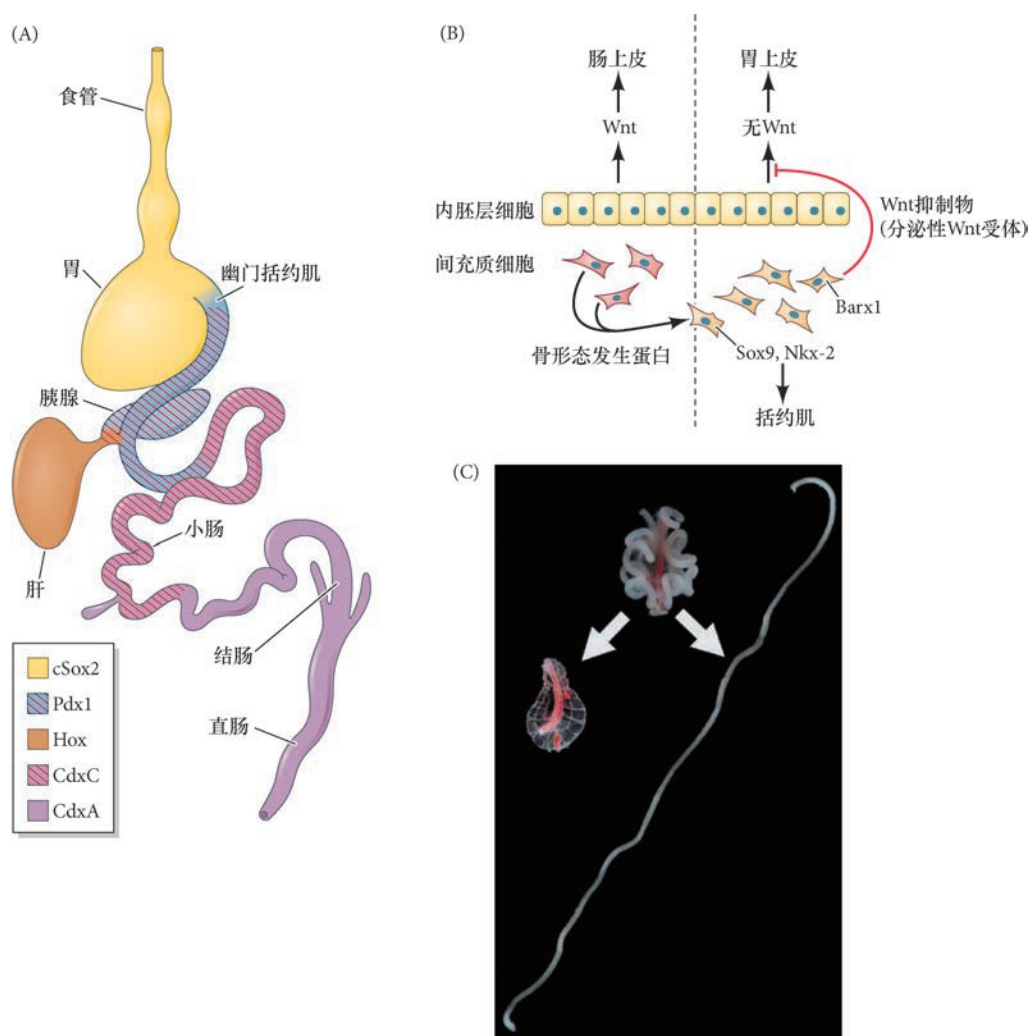 (A)
食管
胃
幽门括约肌
胰腺
小肠
肝
结肠
直肠
cSox2
Pdx1
Hox
CdxC
CdxA
(B)
肠上皮
胃上皮
Wnt
无Wnt
内胚层细胞
Wnt抑制物
(分泌性Wnt受体)
间充质细胞
Barx1
骨形态发生蛋白
Sox9, Nkx-2
括约肌
(C)